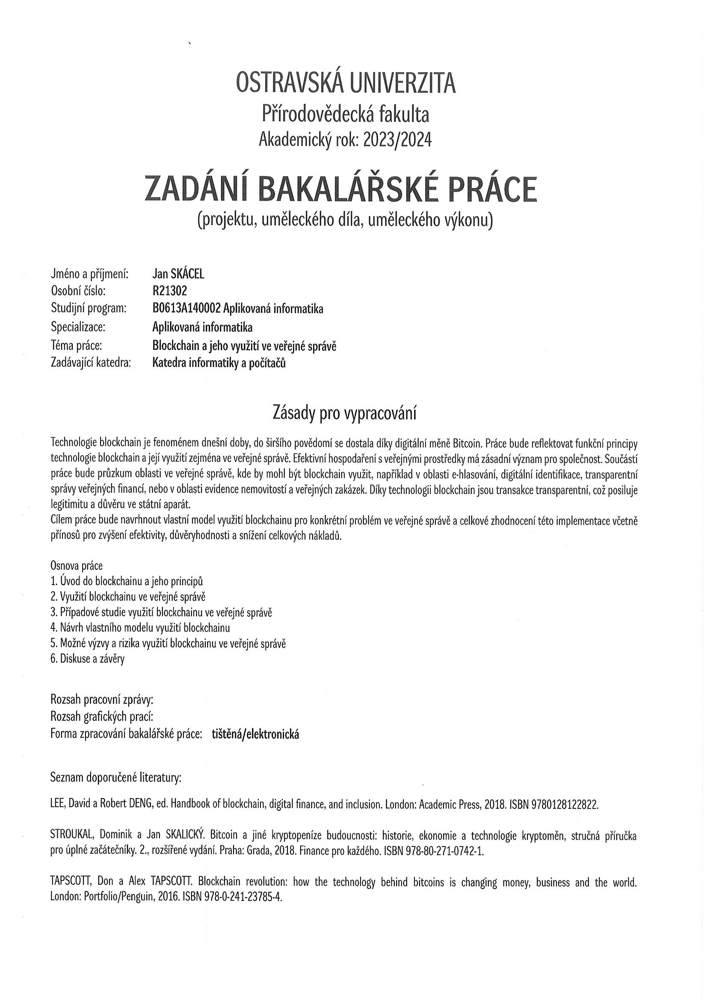 OSTRAVSKÁ UNIVERZITA
Přírodovědecká fakulta
Akademický rok: 2023/2024
ZADÁNÍ BAKALÁŘSKÉ PRÁCE
(projektu, uměleckého díla, uměleckého výkonu)
Jméno a příjmení: Jan SKÁCEL
Osobní číslo: R21302
Studijní program: B0613A140002 Aplikovaná informatika
Specializace: Aplikovaná informatika
Téma práce: Blockchain a jeho využití ve veřejné správě
Zadávající katedra: Katedra informatiky a počítačů
Zásady pro vypracování
Technologie blockchain je fenoménem dnešní doby, do širšího povědomí se dostala díky digitální měně Bitcoin. Práce bude reflektovat funkční principy
technologie blockchain a její využití zejména ve veřejné správě. Efektivní hospodaření s veřejnými prostředky má zásadní význam pro společnost. Součástí
práce bude průzkum oblasti ve veřejné správě, kde by mohl být blockchain využit, například v oblasti e-hlasování, digitální identifikace, transparentní
správy veřejných financí, nebo v oblasti evidence nemovitostí a veřejných zakázek. Díky technologii blockchain jsou transakce transparentní, což posiluje
legitimitu a důvěru ve státní aparát.
Cílem práce bude navrhnout vlastní model využití blockchainu pro konkrétní problém ve veřejné správě a celkové zhodnocení této implementace včetně
přínosů pro zvýšení efektivity, důvěryhodnosti a snížení celkových nákladů.
Osnova práce
1. Úvod do blockchainu a jeho principů
2. Využití blockchainu ve veřejné správě
3. Případové studie využití blockchainu ve veřejné správě
4. Návrh vlastního modelu využití blockchainu
5. Možné výzvy a rizika využití blockchainu ve veřejné správě
6. Diskuse a závěry
Rozsah pracovní zprávy:
Rozsah grafických prací:
Forma zpracování bakalářské práce: tištěná/elektronická
Seznam doporučené literatury:
LEE, David a Robert DENG, ed. Handbook of blockchain, digital finance, and inclusion. London: Academic Press, 2018. ISBN 9780128122822.
STROUKAL, Dominik a Jan SKALICKÝ. Bitcoin a jiné kryptopeníze budoucnosti: historie, ekonomie a technologie kryptoměn, stručná příručka
pro úplné začátečníky. 2., rozšířené vydání. Praha: Grada, 2018. Finance pro každého. ISBN 978-80-271-0742-1.
TAPSCOTT, Don a Alex TAPSCOTT. Blockchain revolution: how the technology behind bitcoins is changing money, business and the world.
London: Portfolio/Penguin, 2016. ISBN 978-0-241-23785-4.